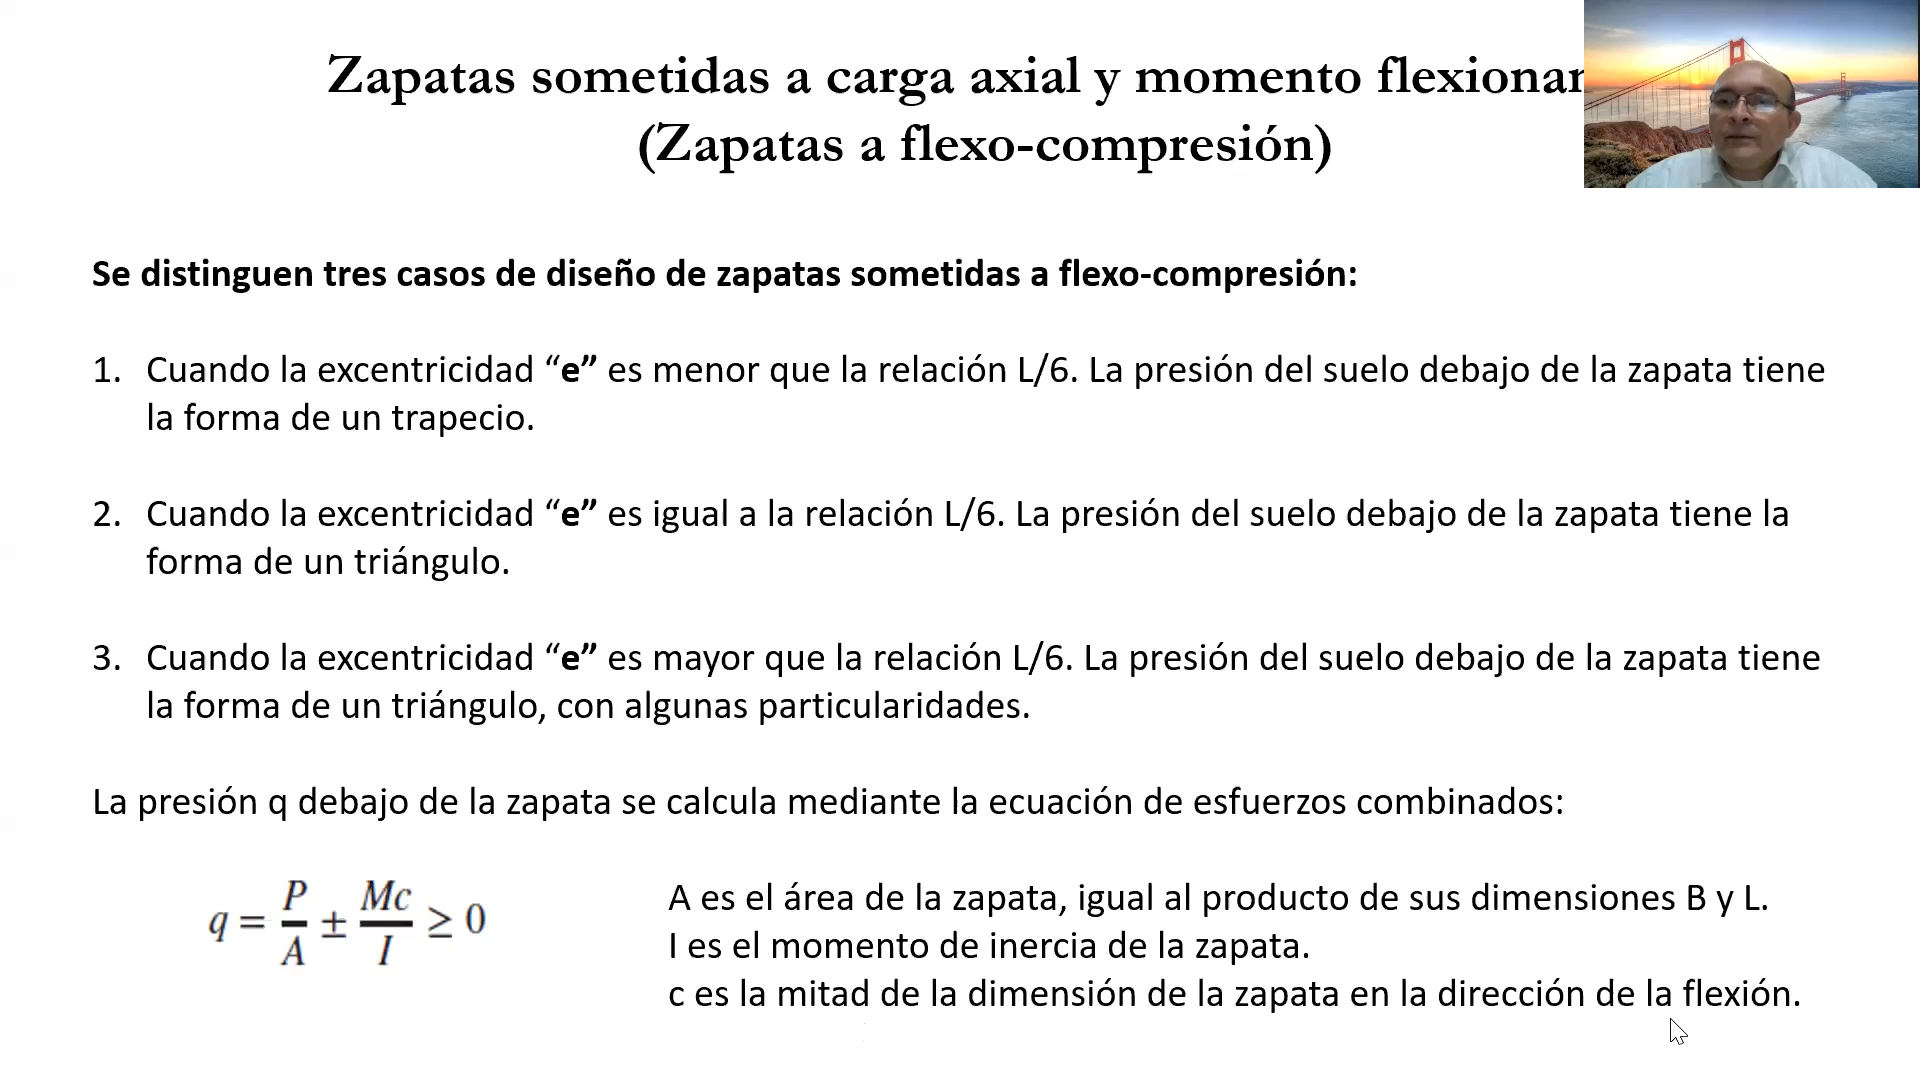 Zapatas sometidas a carga axial y momento flexionan
(Zapatas a flexo-compresión)
Se distinguen tres casos de diseño de zapatas sometidas a flexo-compresión:
1. Cuando la excentricidad “e” es menor que la relación L/6. La presión del suelo debajo de la zapata tiene
la forma de un trapecio.
2. Cuando la excentricidad “e” es igual a la relación L/6. La presión del suelo debajo de la zapata tiene la
forma de un triángulo.
3. Cuando la excentricidad “e” es mayor que la relación L/6. La presión del suelo debajo de la zapata tiene
la forma de un triángulo, con algunas particularidades.
La presión q debajo de la zapata se calcula mediante la ecuación de esfuerzos combinados:
q = P/A ± Mc/I ≥ 0
A es el área de la zapata, igual al producto de sus dimensiones B y L.
I es el momento de inercia de la zapata.
c es la mitad de la dimensión de la zapata en la dirección de la flexión.